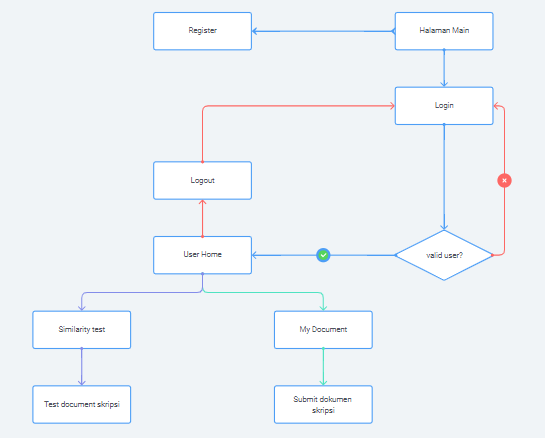 Register
Halaman Main
Login
Logout
User Home
valid user?
Similarity test
My Document
Test document skripsi
Submit dokumen
skripsi